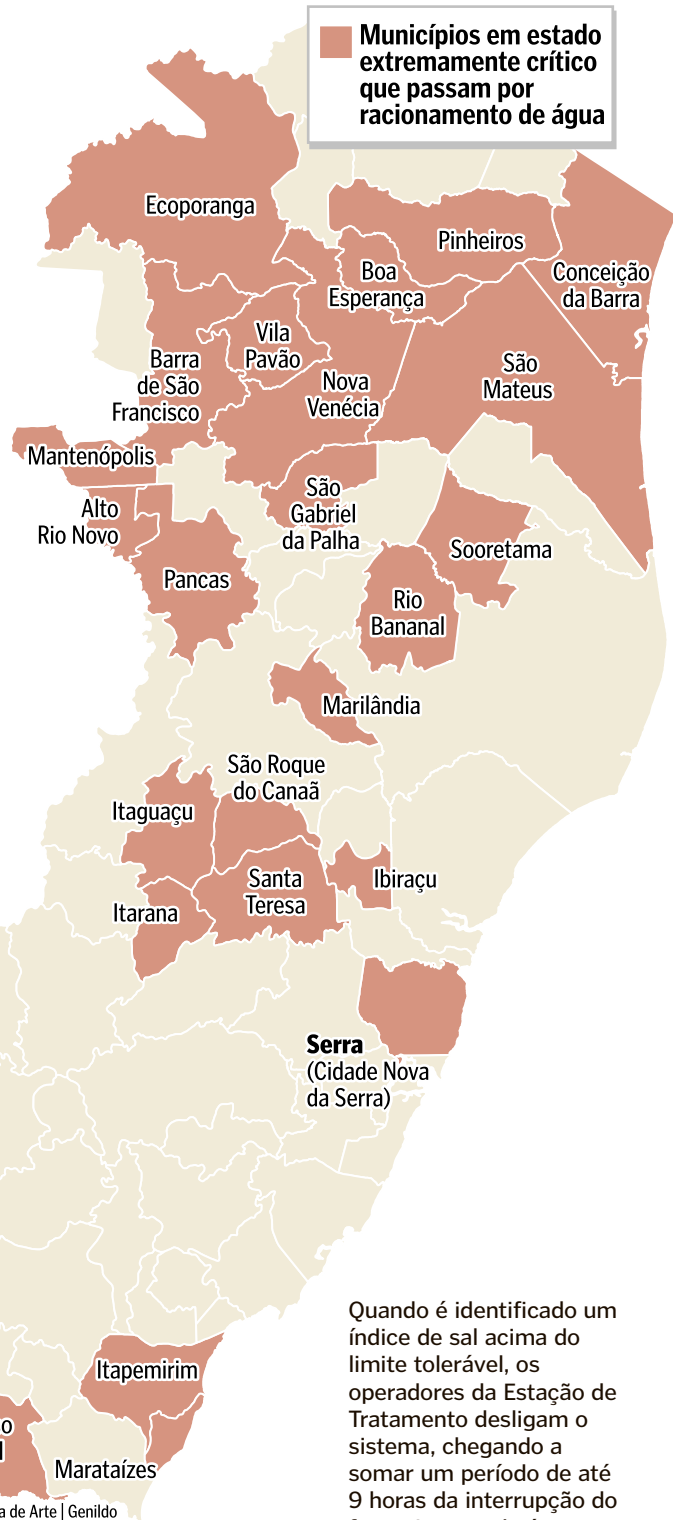 Municípios em estado
extremamente crítico
que passam por
racionamento de água
Ecoporanga
Pinheiros
Boa
Esperança
Conceição
da Barra
Vila
Pavão
Barra
de São
Francisco
Nova
Venécia
São
Mateus
Mantenópolis
São
Gabriel
da Palha
Alto
Rio Novo
Sooretama
Pancas
Rio
Bananal
Marilândia
São Roque
do Canaã
Itaguaçu
Ibiraçu
Santa
Teresa
Itarana
Serra
(Cidade Nova
da Serra)
Itapemirim
Marataízes
a de Arte | Genildo
Quando é identificado um
índice de sal acima do
limite tolerável, os
operadores da Estação de
Tratamento desligam o
sistema, chegando a
somar um período de até
9 horas da interrupção do